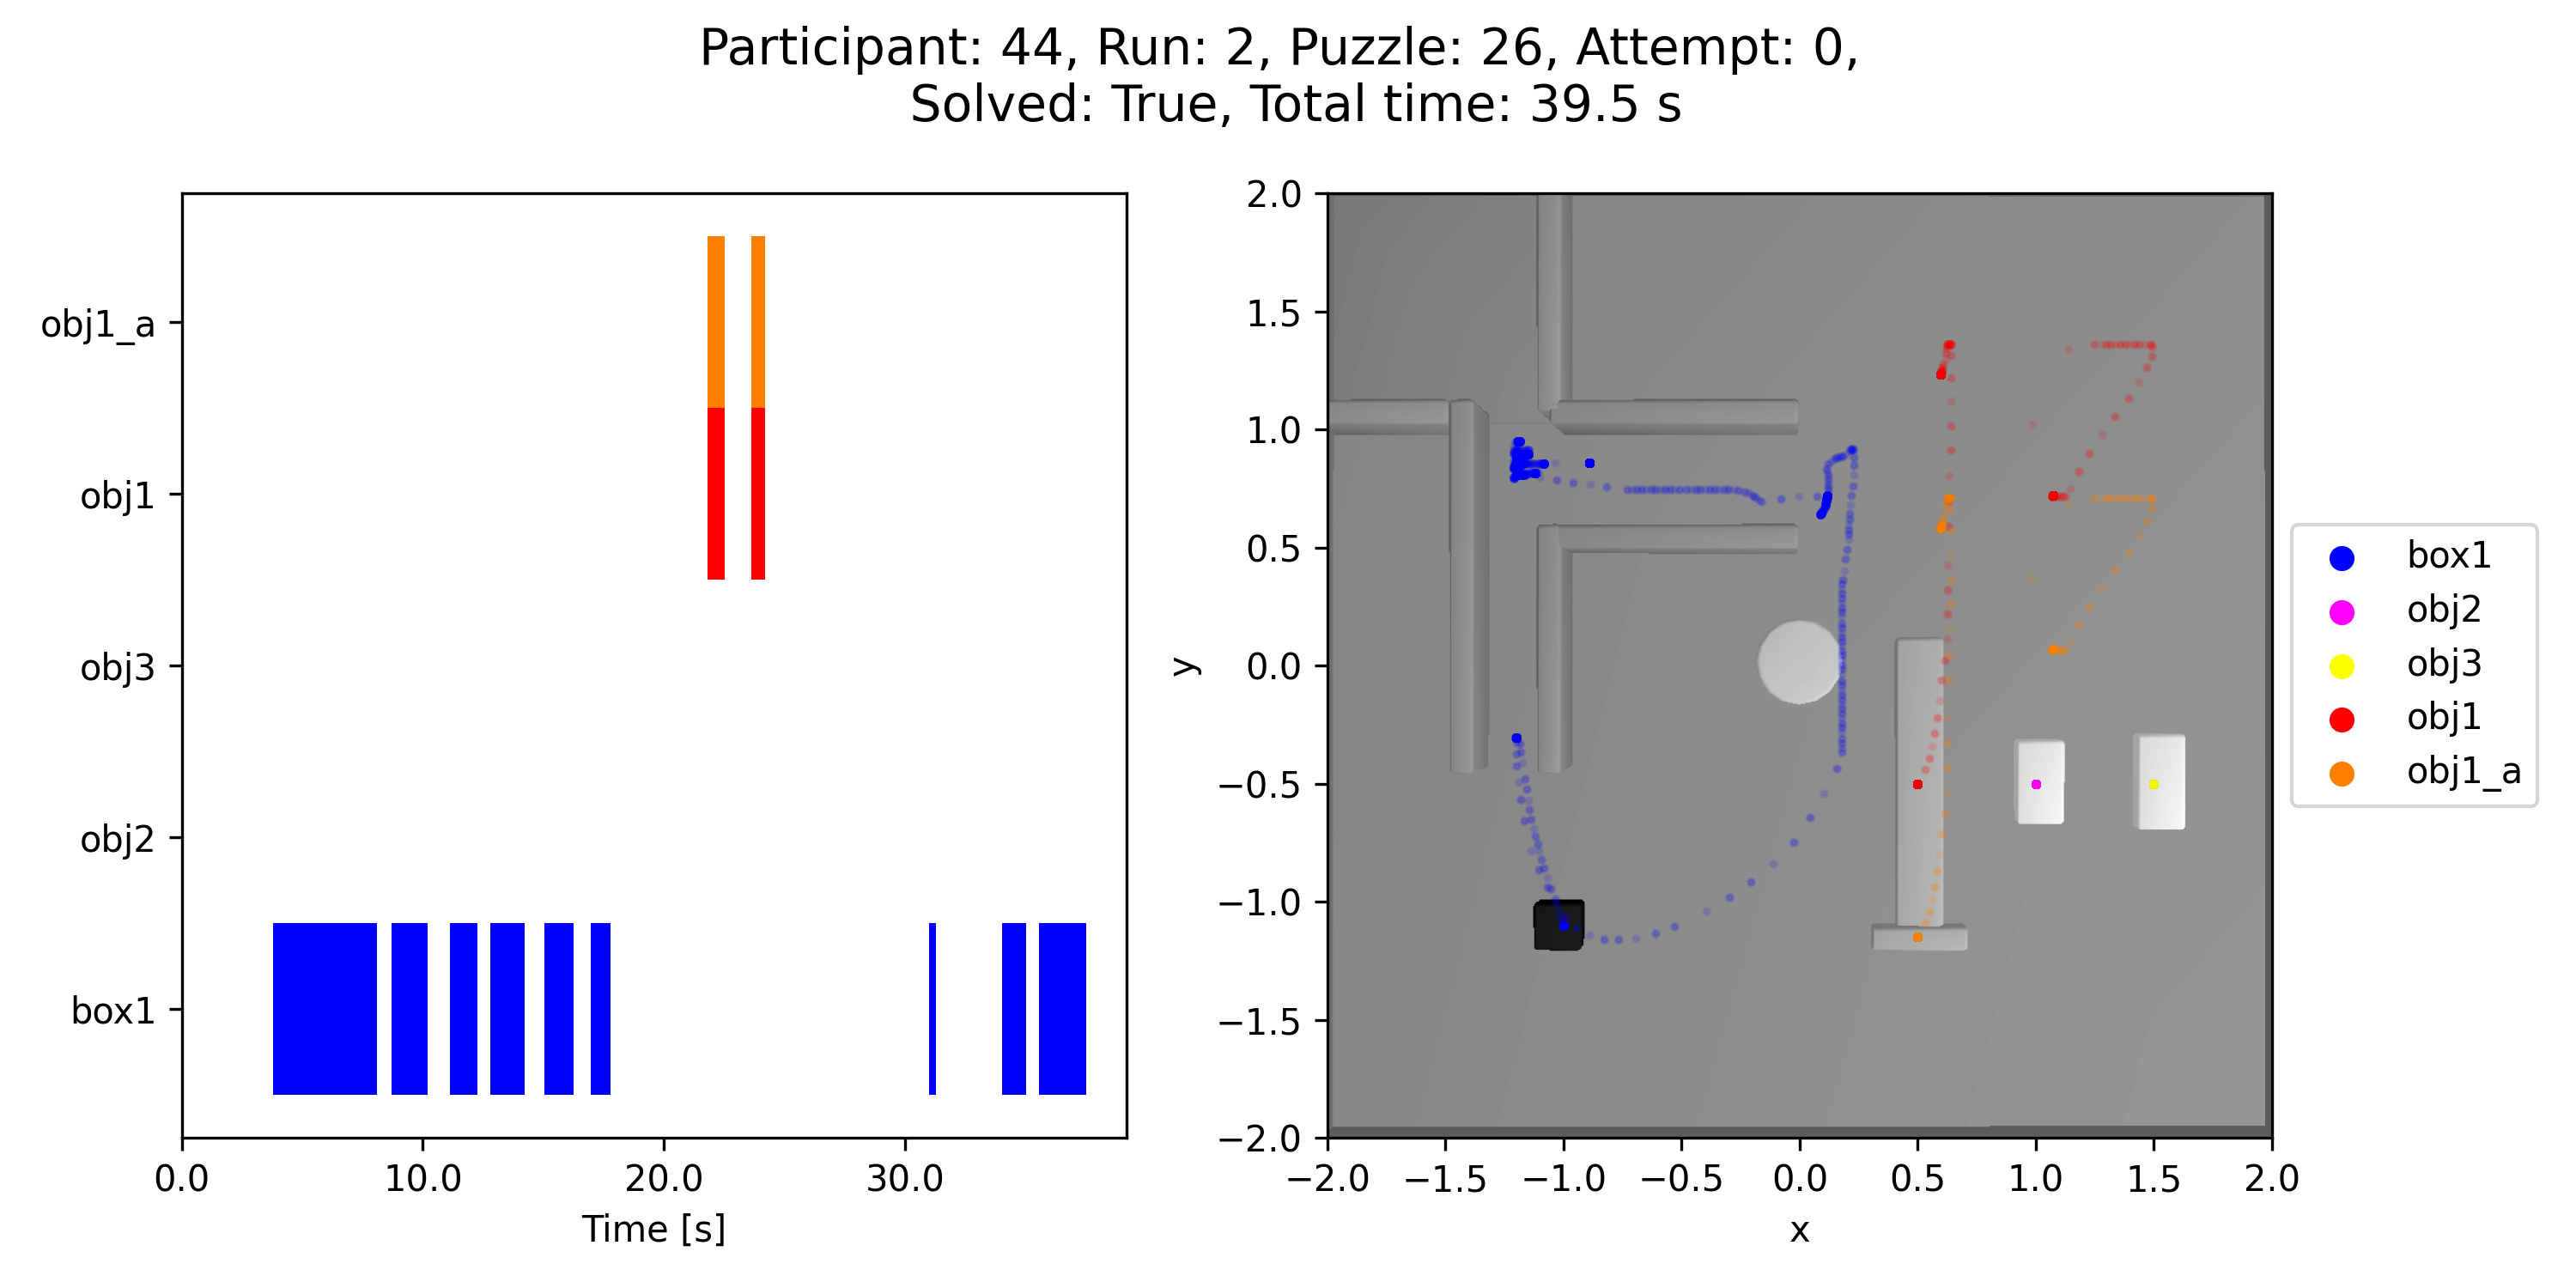 Participant: 44, Run: 2, Puzzle: 26, Attempt: 0,
Solved: True, Total time: 39.5 s
obj1_a
obj1
obj3
obj2
box1
0.0 10.0 20.0 30.0
Time [s]
2.0
1.5
1.0
0.5
0.0
−0.5
−1.0
−1.5
−2.0
y
−2.0 −1.5 −1.0 −0.5 0.0 0.5 1.0 1.5 2.0
x
box1
obj2
obj3
obj1
obj1_a